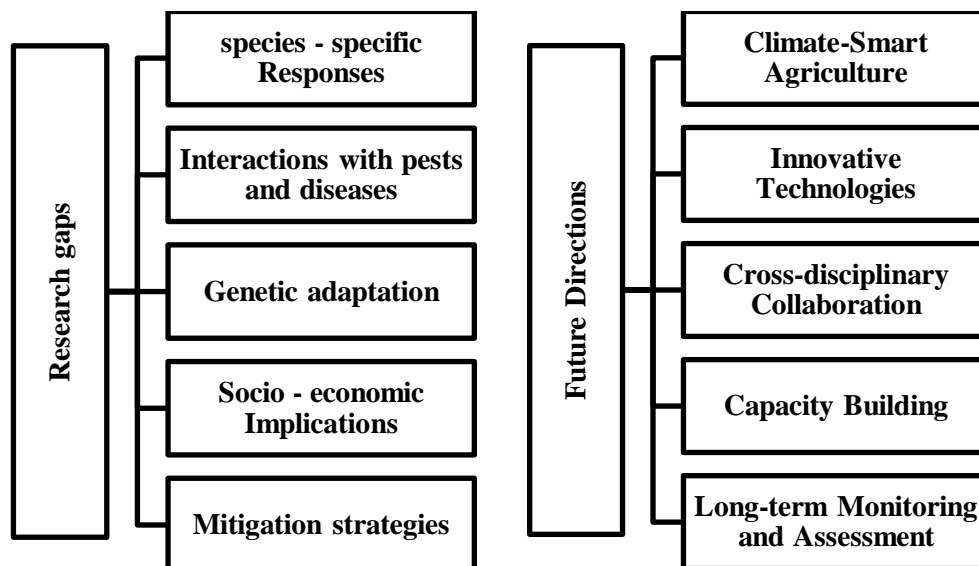 Research gaps
species - specific
Responses
Interactions with pests
and diseases
Genetic adaptation
Socio - economic
Implications
Mitigation strategies
Future Directions
Climate-Smart
Agriculture
Innovative
Technologies
Cross-disciplinary
Collaboration
Capacity Building
Long-term Monitoring
and Assessment